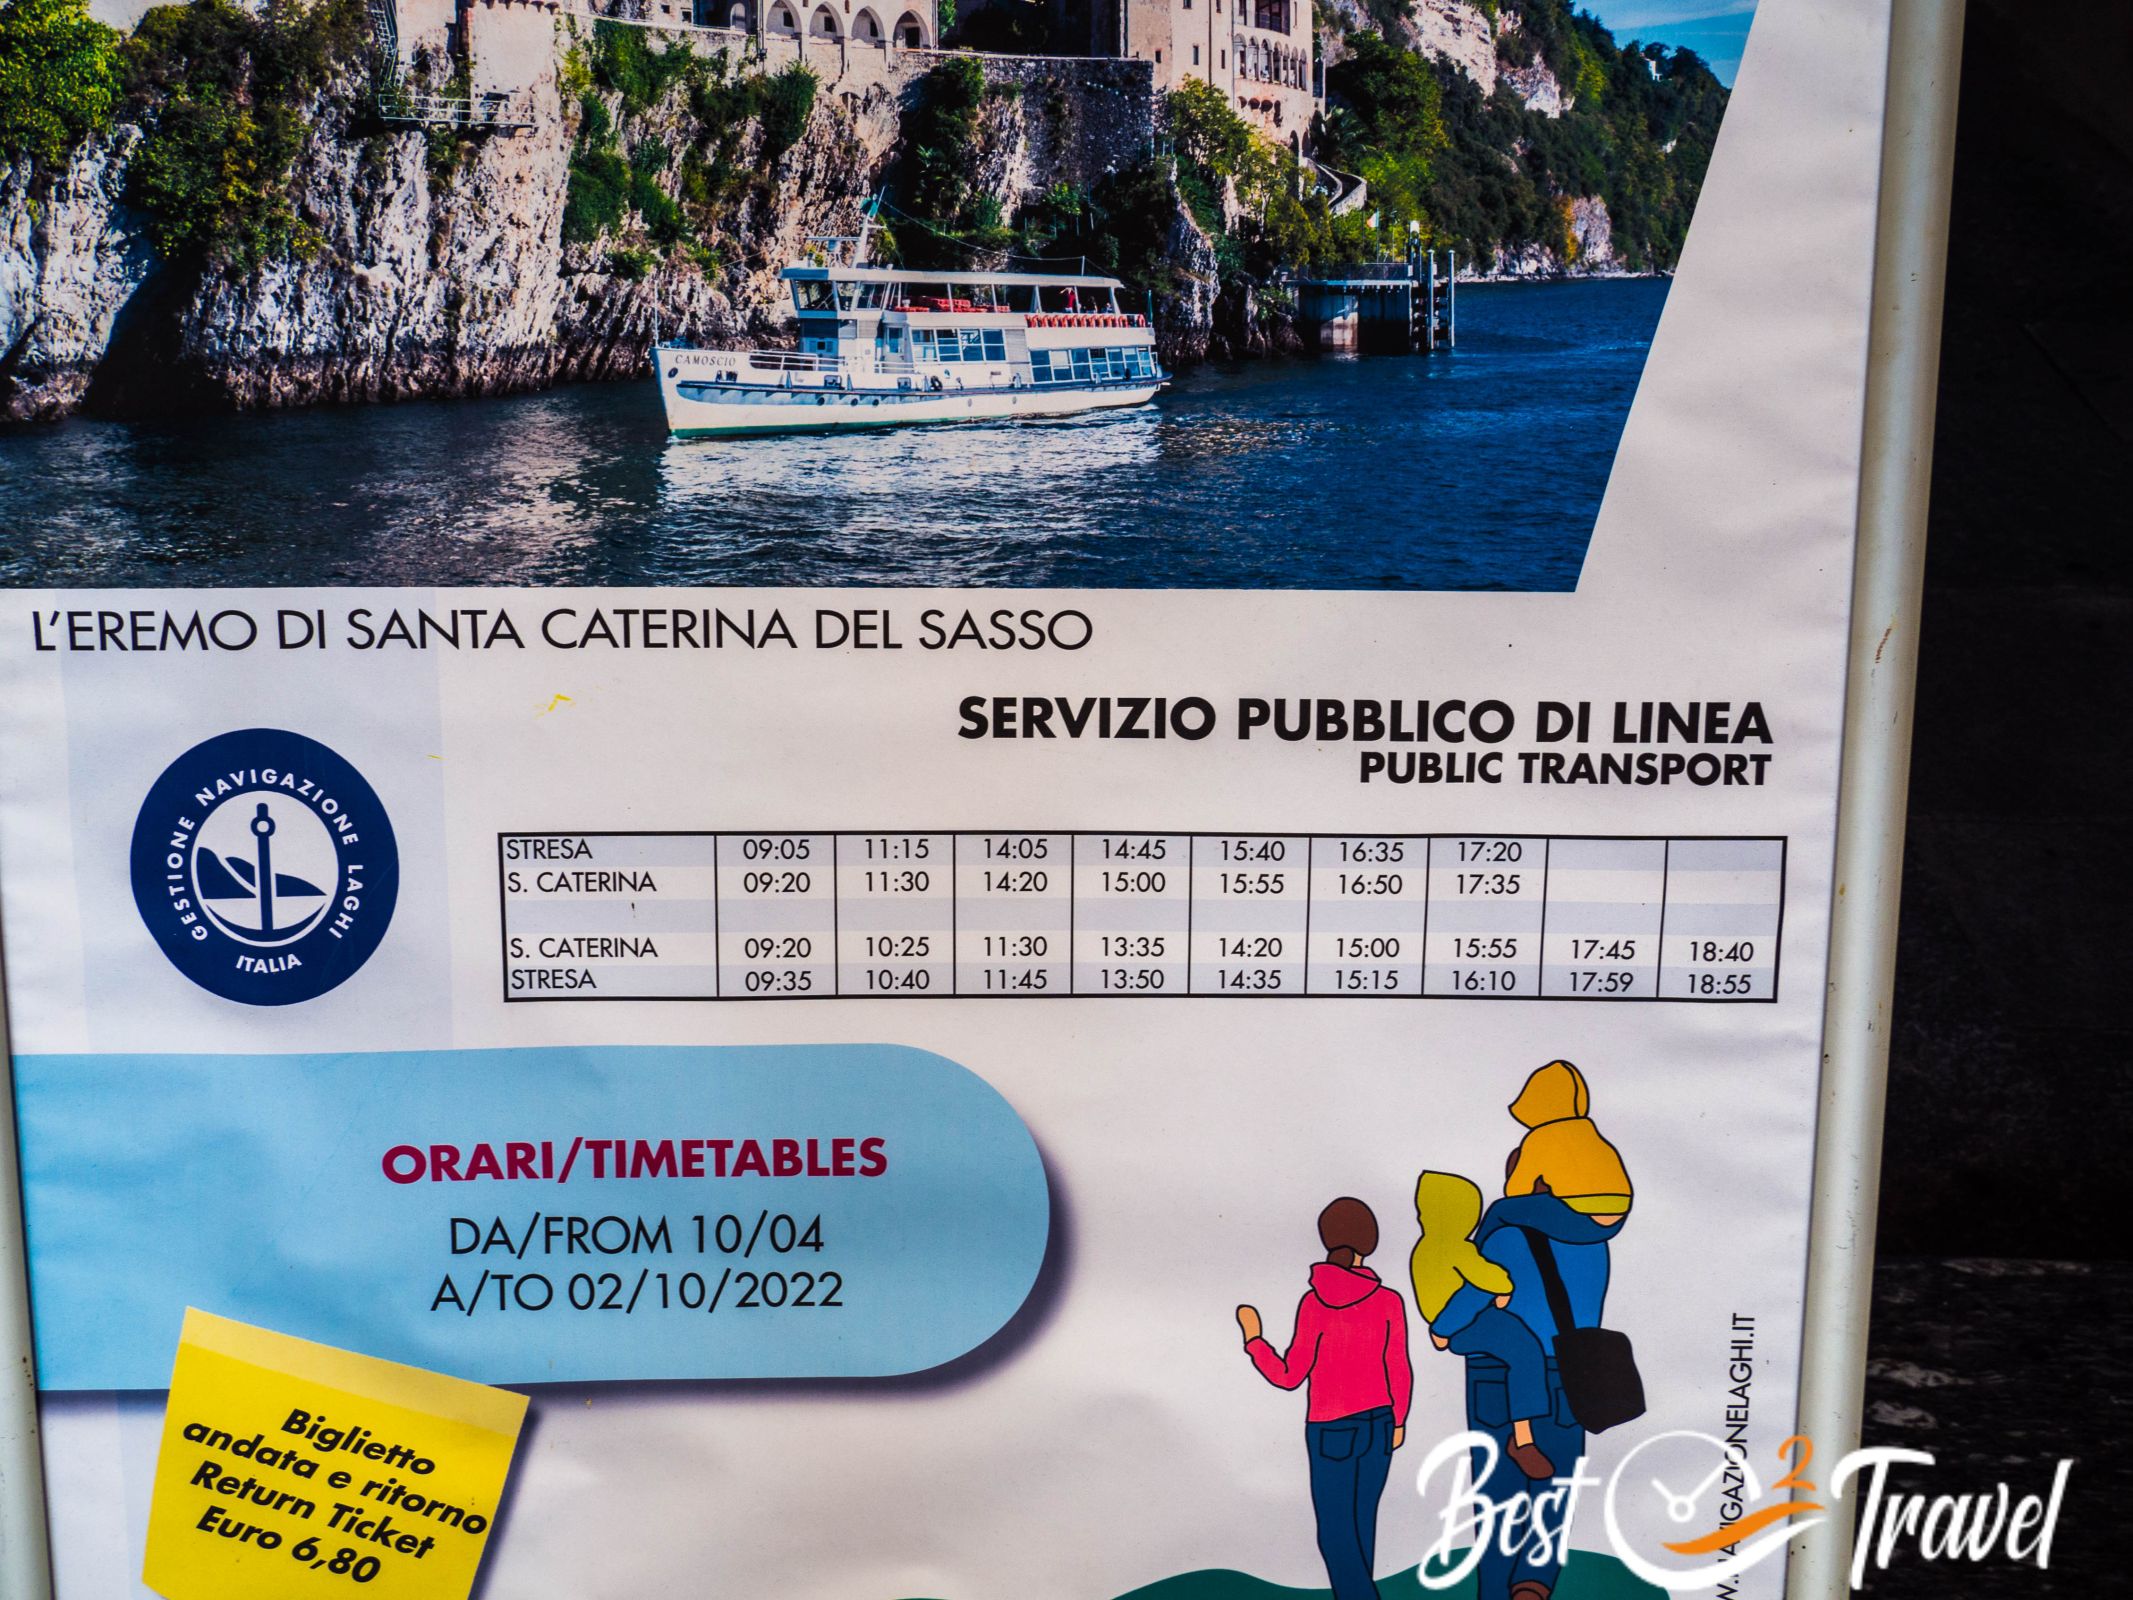 CAMOSCIO
L'EREMO DI SANTA CATERINA DEL SASSO
SERVIZIO PUBBLICO DI LINEA
PUBLIC TRANSPORT
GESTIONE NAVIGAZIONE LAGHI
ITALIA
STRESA 09:05 11:15 14:05 14:45 15:40 16:35 17:20
S. CATERINA 09:20 11:30 14:20 15:00 15:55 16:50 17:35
S. CATERINA 09:20 10:25 11:30 13:35 14:20 15:00 15:55 17:45 18:40
STRESA 09:35 10:40 11:45 13:50 14:35 15:15 16:10 17:59 18:55
ORARI/TIMETABLES
DA/FROM 10/04
A/TO 02/10/2022
Biglietto
andata e ritorno
Return Ticket
Euro 6,80
W.NAVIGAZIONELAGHI.IT
Best 2 Travel